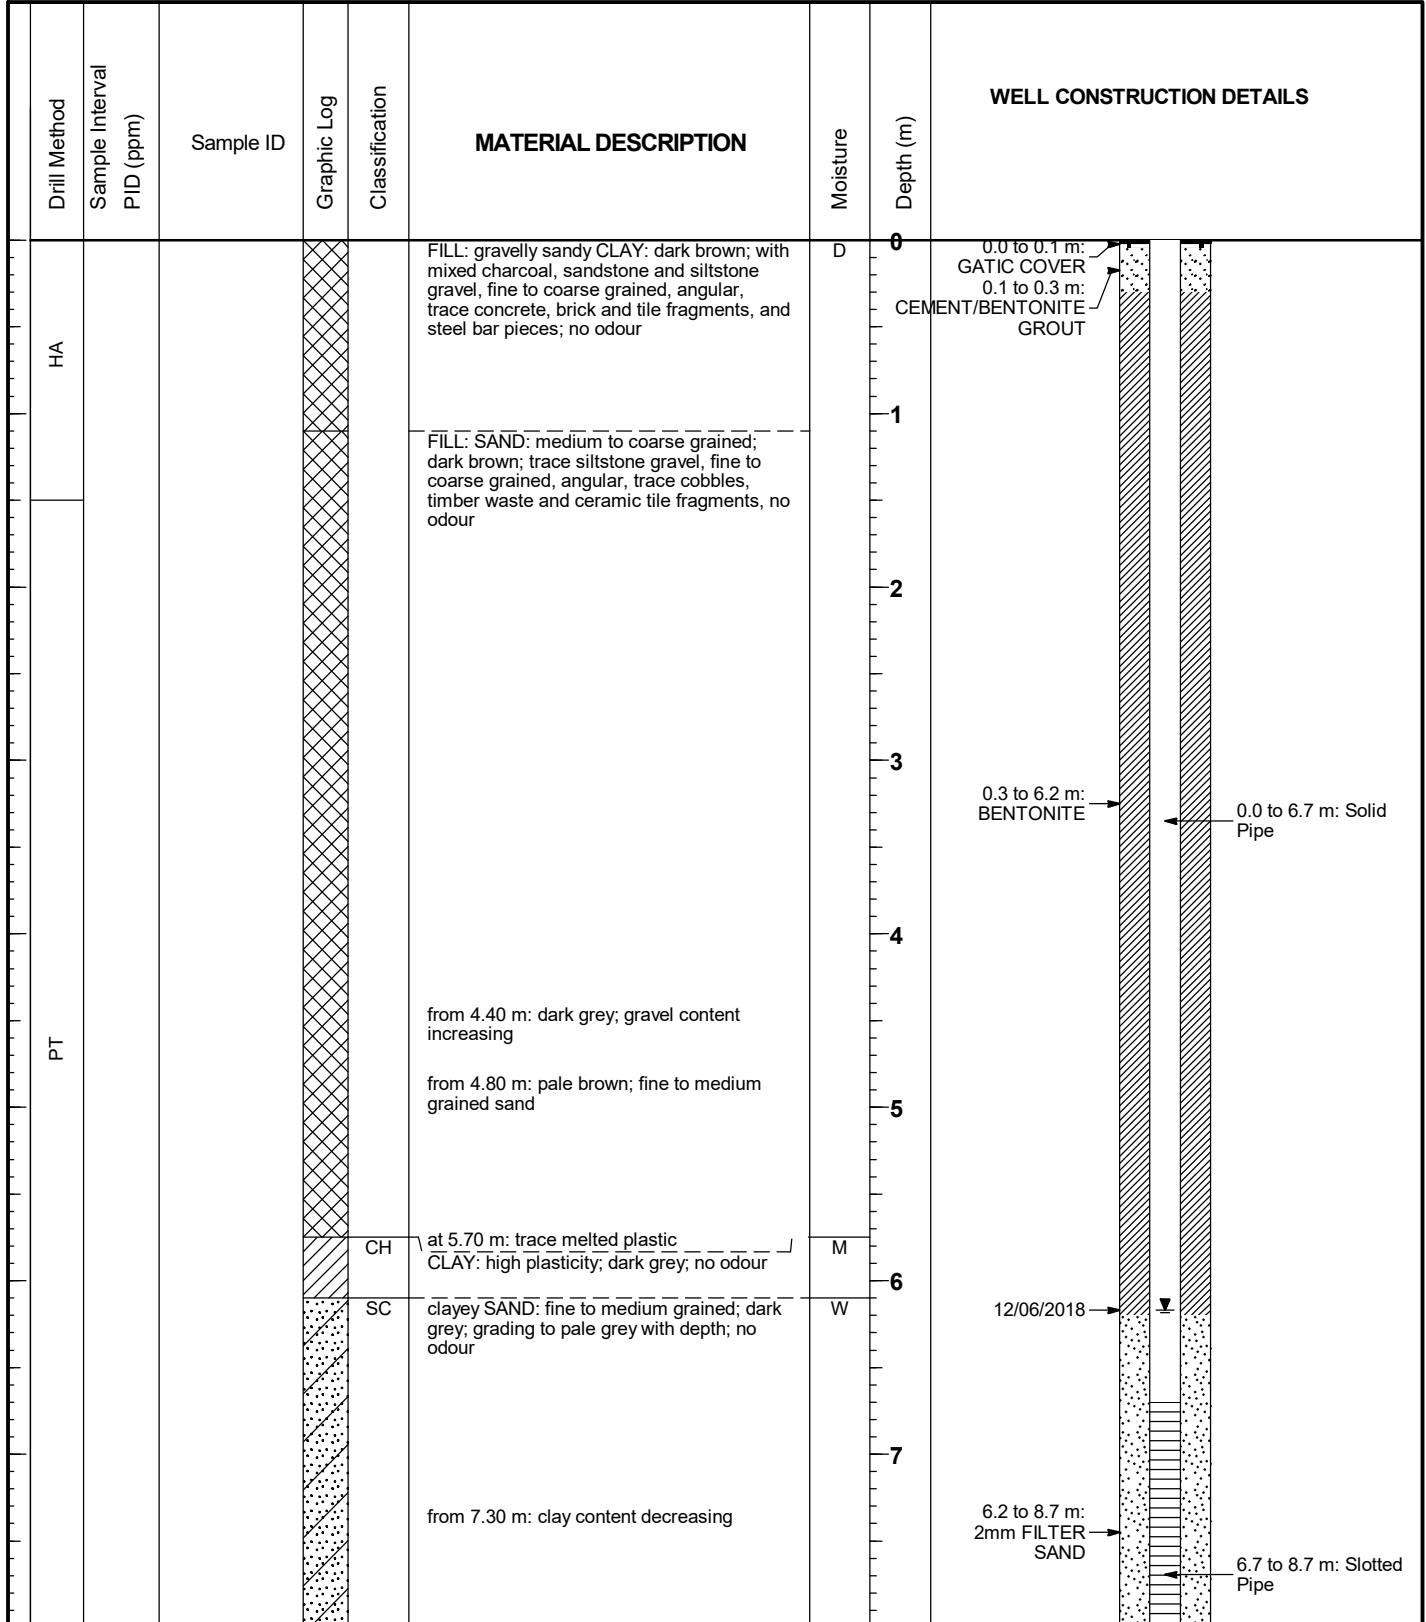 Drill Method
Sample Interval
PID (ppm)
Sample ID
Graphic Log
Classification
MATERIAL DESCRIPTION
Moisture
Depth (m)
WELL CONSTRUCTION DETAILS
HA
PT
FILL: gravelly sandy CLAY: dark brown; with
mixed charcoal, sandstone and siltstone
gravel, fine to coarse grained, angular,
trace concrete, brick and tile fragments, and
steel bar pieces; no odour
D
FILL: SAND: medium to coarse grained;
dark brown; trace siltstone gravel, fine to
coarse grained, angular, trace cobbles,
timber waste and ceramic tile fragments, no
odour
from 4.40 m: dark grey; gravel content
increasing
from 4.80 m: pale brown; fine to medium
grained sand
at 5.70 m: trace melted plastic
CH
CLAY: high plasticity; dark grey; no odour
M
SC
clayey SAND: fine to medium grained; dark
grey; grading to pale grey with depth; no
odour
W
from 7.30 m: clay content decreasing
0
1
2
3
4
5
6
7
0.0 to 0.1 m:
GATIC COVER
0.1 to 0.3 m:
CEMENT/BENTONITE
GROUT
0.3 to 6.2 m:
BENTONITE
0.0 to 6.7 m: Solid
Pipe
12/06/2018
6.2 to 8.7 m:
2mm FILTER
SAND
6.7 to 8.7 m: Slotted
Pipe